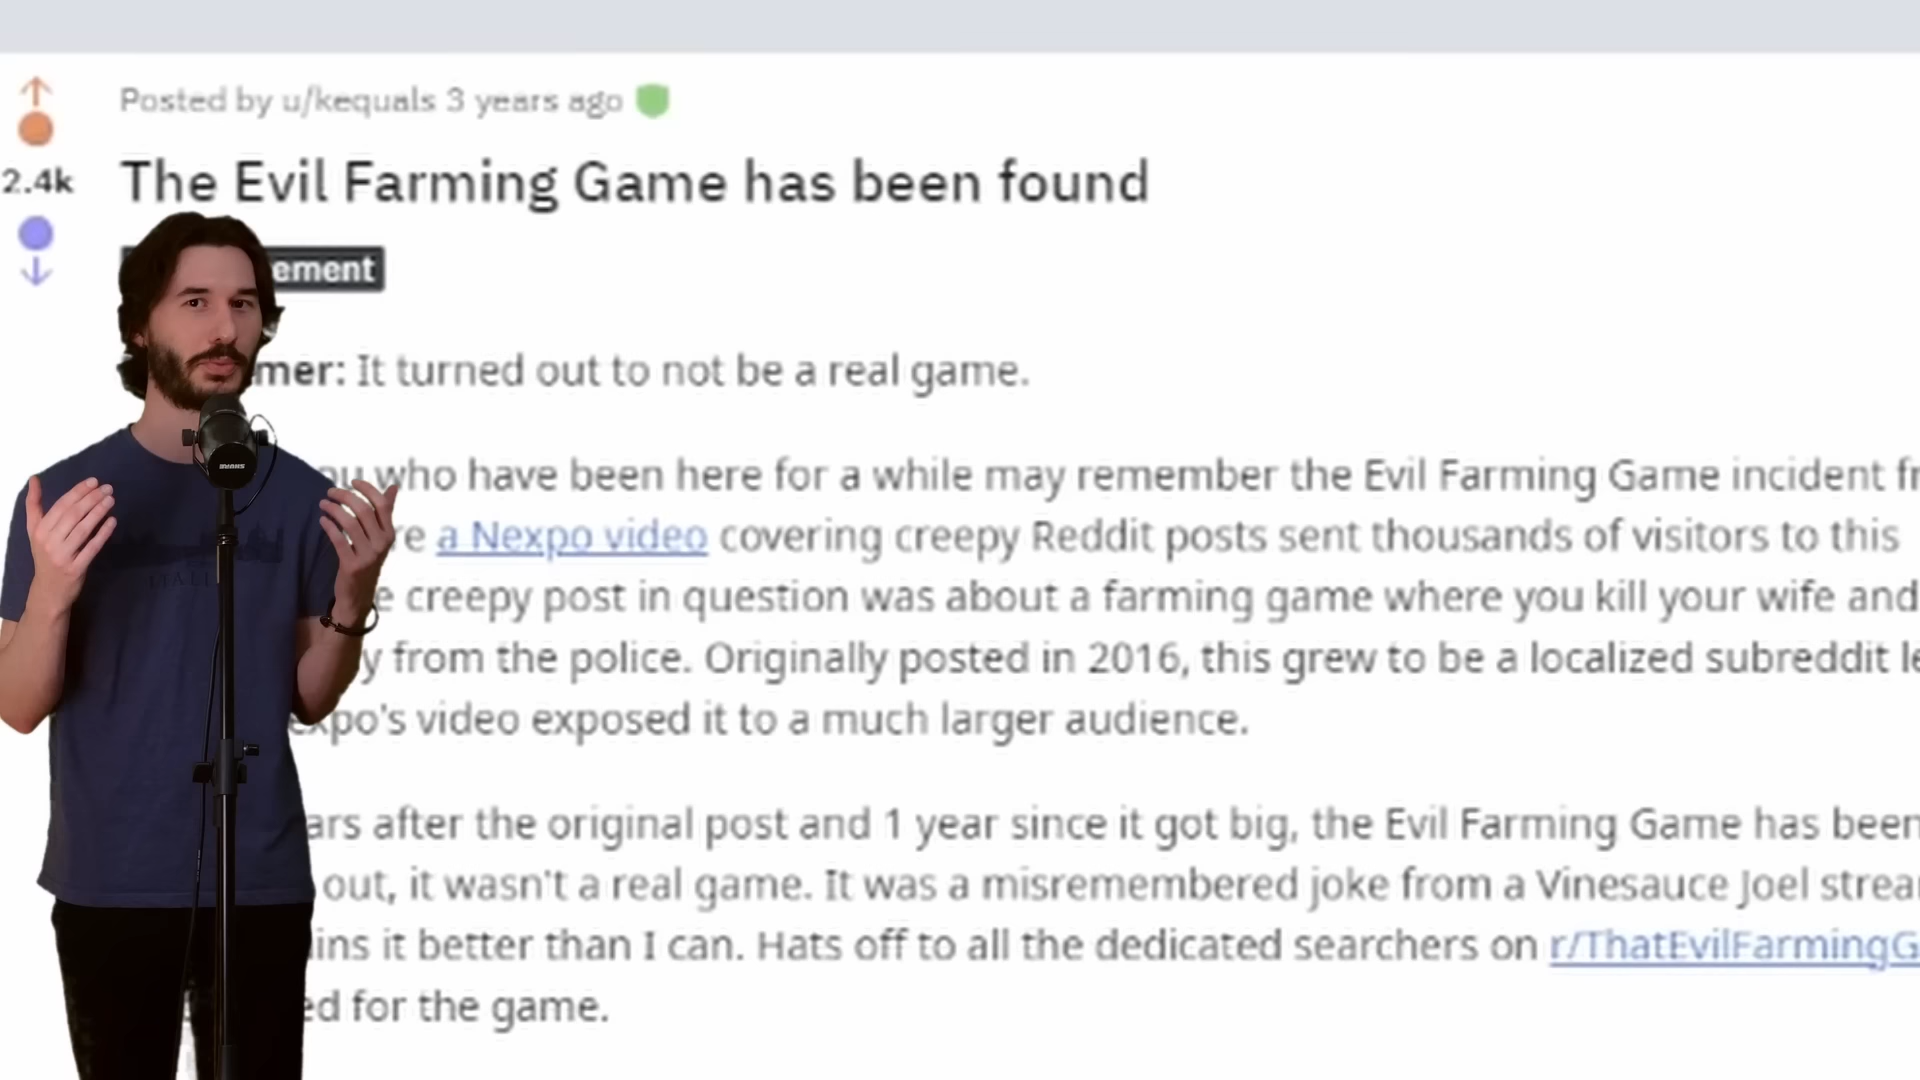 Posted by u/kequals 3 years ago
2.4k
The Evil Farming Game has been found
ement
mer: It turned out to not be a real game.
ou who have been here for a while may remember the Evil Farming Game incident fr
re a Nexpo video covering creepy Reddit posts sent thousands of visitors to this
e creepy post in question was about a farming game where you kill your wife and
y from the police. Originally posted in 2016, this grew to be a localized subreddit le
expo's video exposed it to a much larger audience.
ars after the original post and 1 year since it got big, the Evil Farming Game has been
out, it wasn't a real game. It was a misremembered joke from a Vinesauce Joel strea
ins it better than I can. Hats off to all the dedicated searchers on r/ThatEvilFarmingG
ed for the game.